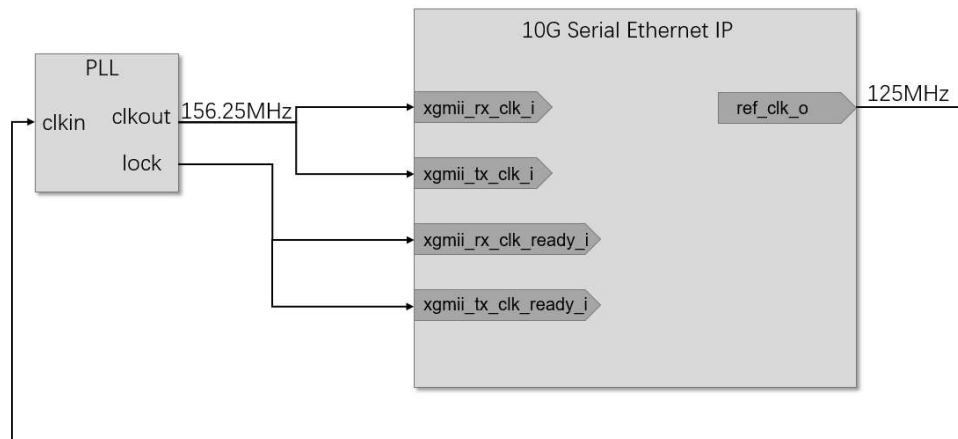 10G Serial Ethernet IP
PLL
clkin
clkout
lock
156.25MHz
xgmii_rx_clk_i
xgmii_tx_clk_i
xgmii_rx_clk_ready_i
xgmii_tx_clk_ready_i
ref_clk_o
125MHz